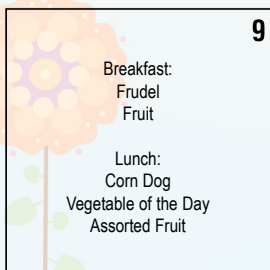 9
Breakfast:
Frudel
Fruit
Lunch:
Corn Dog
Vegetable of the Day
Assorted Fruit